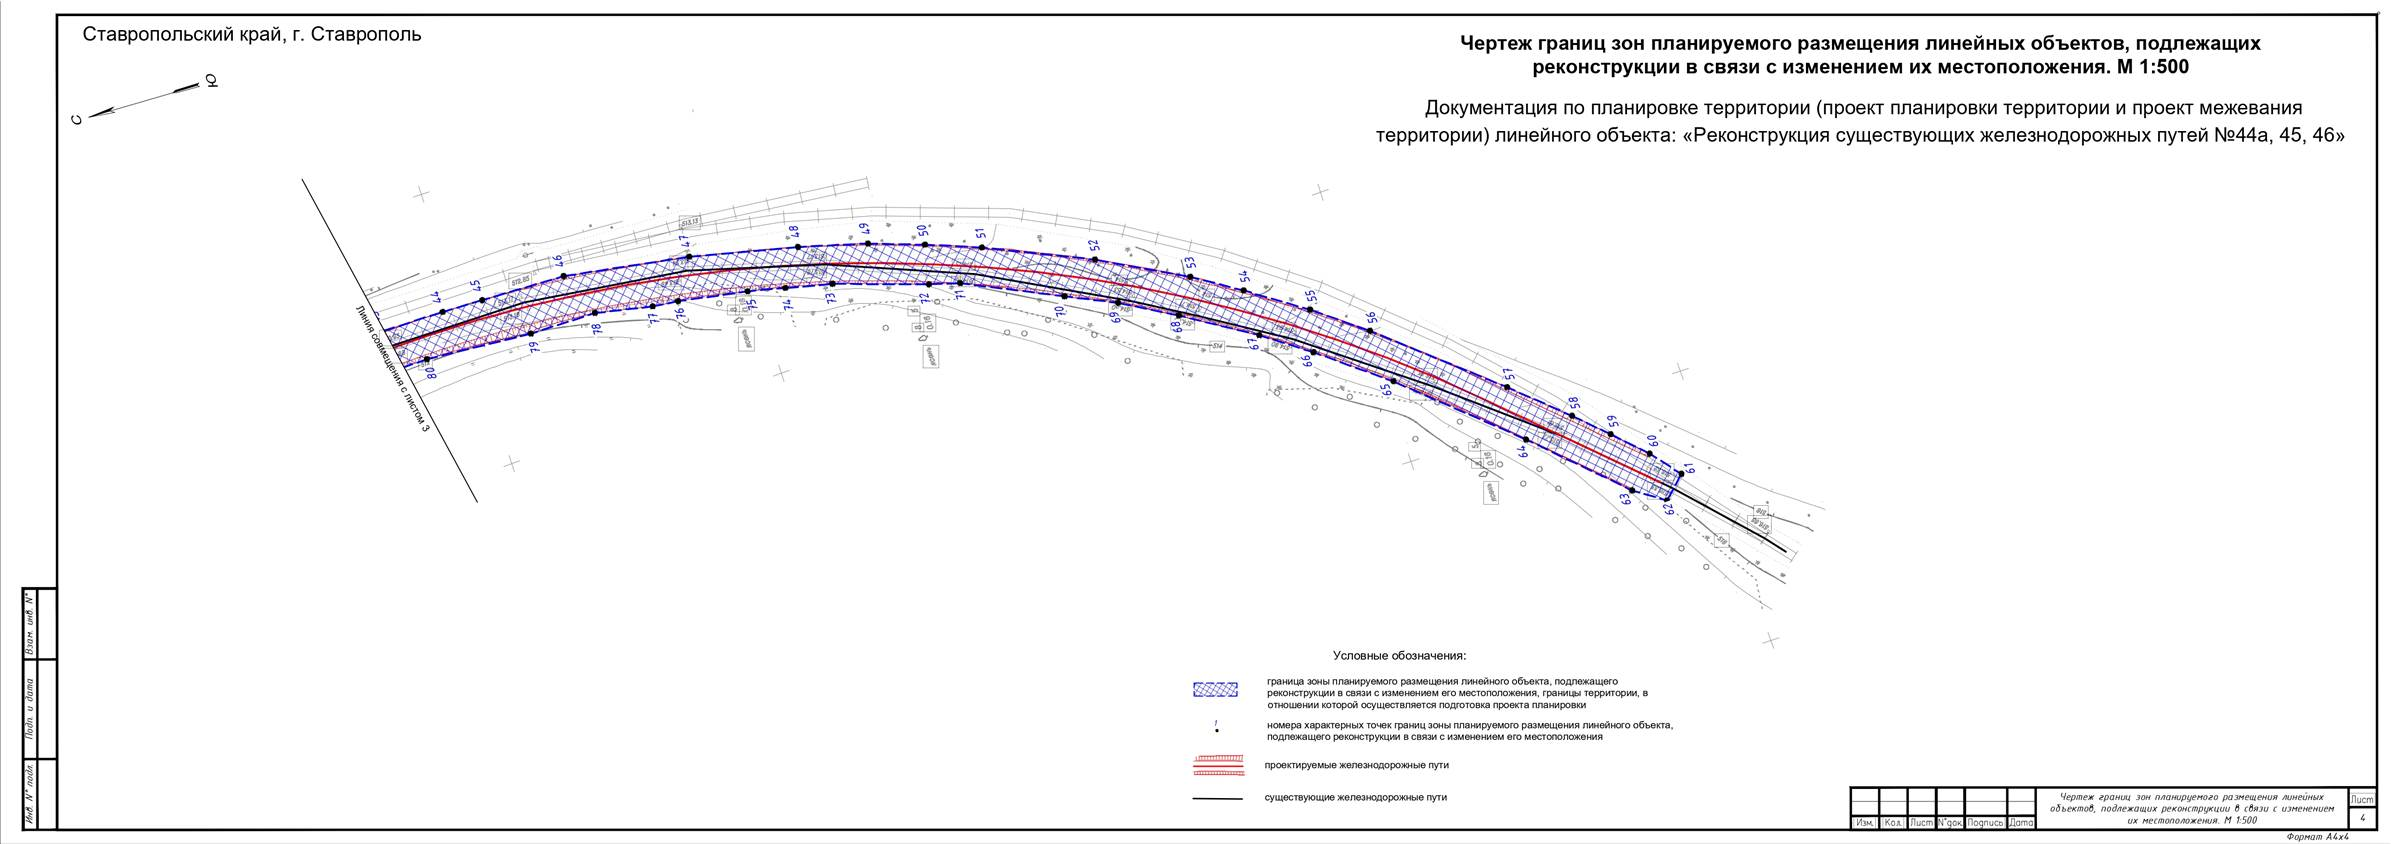 Ставропольский край, г. Ставрополь
Чертеж границ зон планируемого размещения линейных объектов, подлежащих
реконструкции в связи с изменением их местоположения. М 1:500
Документация по планировке территории (проект планировки территории и проект межевания
территории) линейного объекта: «Реконструкция существующих железнодорожных путей №44а, 45, 46»
С
Ю
Линия совмещения с листом 3
44
45
46
47
48
49
50
51
52
53
54
55
56
57
58
59
60
61
62
63
64
65
66
67
68
69
70
71
72
73
74
75
76
77
78
79
80
513,13
514
Условные обозначения:
граница зоны планируемого размещения линейного объекта, подлежащего
реконструкции в связи с изменением его местоположения, границы территории, в
отношении которой осуществляется подготовка проекта планировки
1
номера характерных точек границ зоны планируемого размещения линейного объекта,
подлежащего реконструкции в связи с изменением его местоположения
проектируемые железнодорожные пути
существующие железнодорожные пути
Взам. инв. N°
Подп. и дата
Инв. N° подл.
Изм. Кол. Лист N°док. Подпись Дата
Чертеж границ зон планируемого размещения линейных
объектов, подлежащих реконструкции в связи с изменением
их местоположения. М 1:500
Лист
4
Формат А4х4